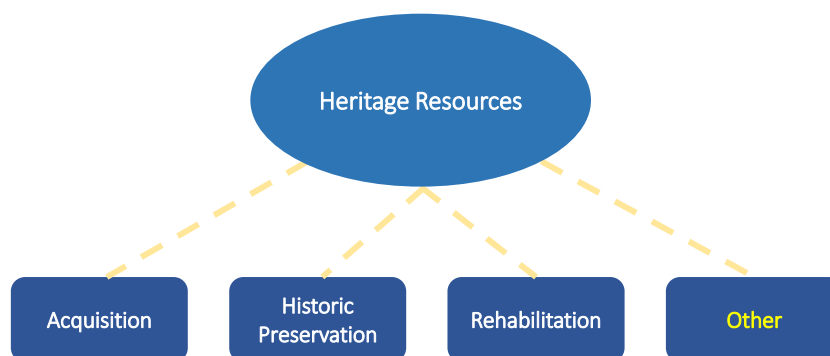 Heritage Resources
Acquisition
Historic
Preservation
Rehabilitation
Other